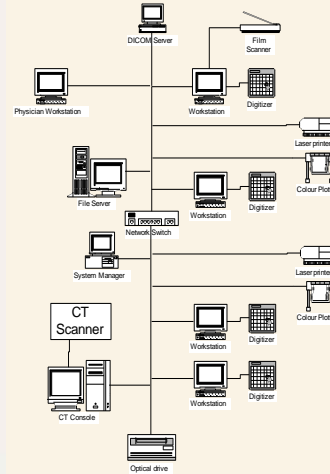 DICOM Server
Film
Scanner
Physician Workstation
Workstation
Digitizer
Laser printer
Colour Plot
File Server
Workstation
Digitizer
Network Switch
System Manager
Laser printer
Colour Plot
CT
Scanner
Workstation
Digitizer
CT Console
Workstation
Digitizer
Optical drive